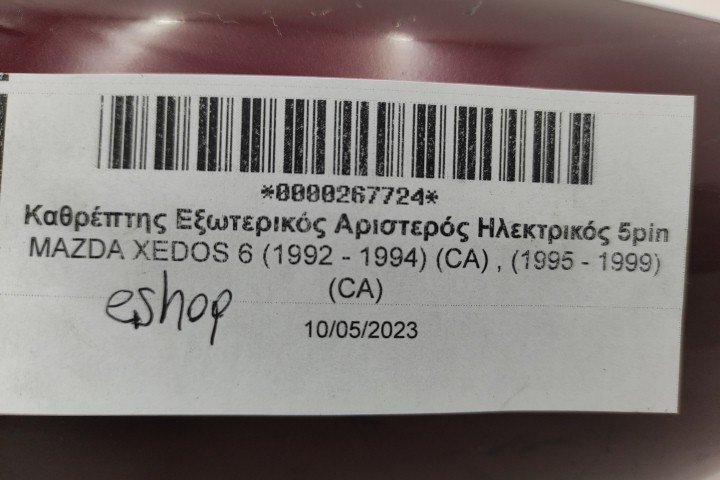 *0000267724*
Καθρέπτης Εξωτερικός Αριστερός Ηλεκτρικός 5pin
MAZDA XEDOS 6 (1992 - 1994) (CA) , (1995 - 1999)
(CA)
eshop
10/05/2023